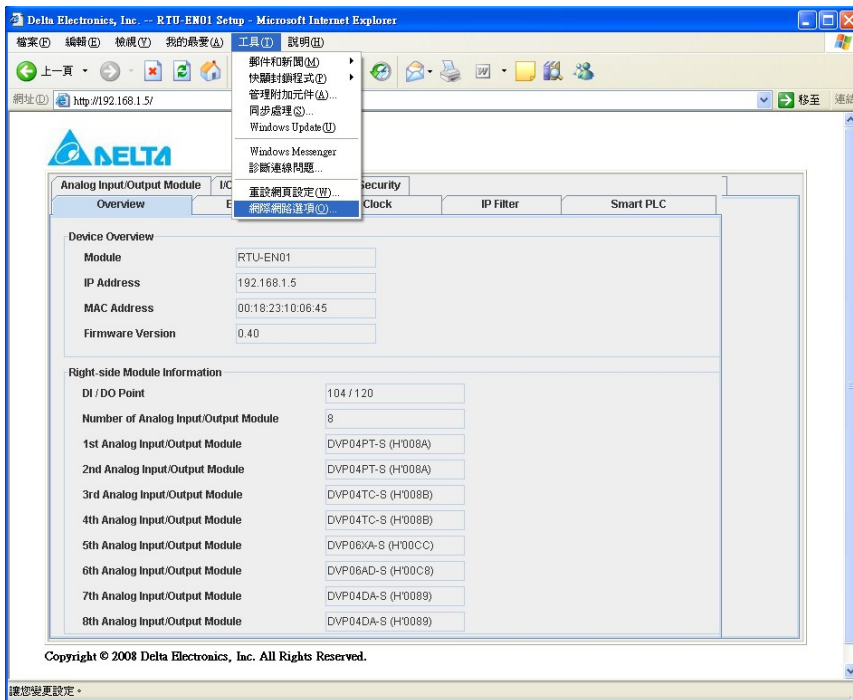 Delta Electronics, Inc. -- RTU-EN01 Setup - Microsoft Internet Explorer
檔案(F) 編輯(E) 檢視(V) 我的最愛(A) 工具(T) 說明(H)
上一頁
郵件和新聞(M)
快顯封鎖程式(P)
管理附加元件(A)...
同步處理(S)...
Windows Update(U)
Windows Messenger
診斷連線問題...
重設網頁設定(W)...
網際網路選項(O)...
網址(D) http://192.168.1.5/ 移至 連結
DELTA
Analog Input/Output Module Security
Overview Clock IP Filter Smart PLC
Device Overview
Module RTU-EN01
IP Address 192.168.1.5
MAC Address 00:18:23:10:06:45
Firmware Version 0.40
Right-side Module Information
DI / DO Point 104 / 120
Number of Analog Input/Output Module 8
1st Analog Input/Output Module DVP04PT-S (H'008A)
2nd Analog Input/Output Module DVP04PT-S (H'008A)
3rd Analog Input/Output Module DVP04TC-S (H'008B)
4th Analog Input/Output Module DVP04TC-S (H'008B)
5th Analog Input/Output Module DVP06XA-S (H'00CC)
6th Analog Input/Output Module DVP06AD-S (H'00C8)
7th Analog Input/Output Module DVP04DA-S (H'0089)
8th Analog Input/Output Module DVP04DA-S (H'0089)
Copyright © 2008 Delta Electronics, Inc. All Rights Reserved.
讓您變更設定。